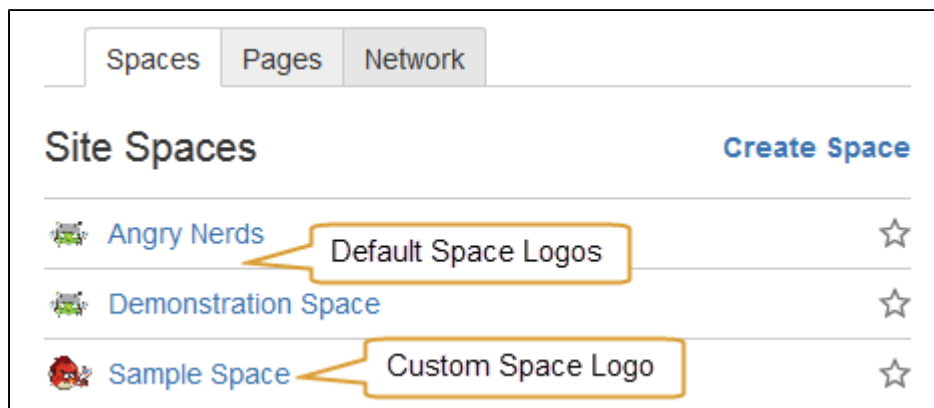 Spaces Pages Network
Site Spaces Create Space
Angry Nerds
Default Space Logos
Demonstration Space
Sample Space
Custom Space Logo